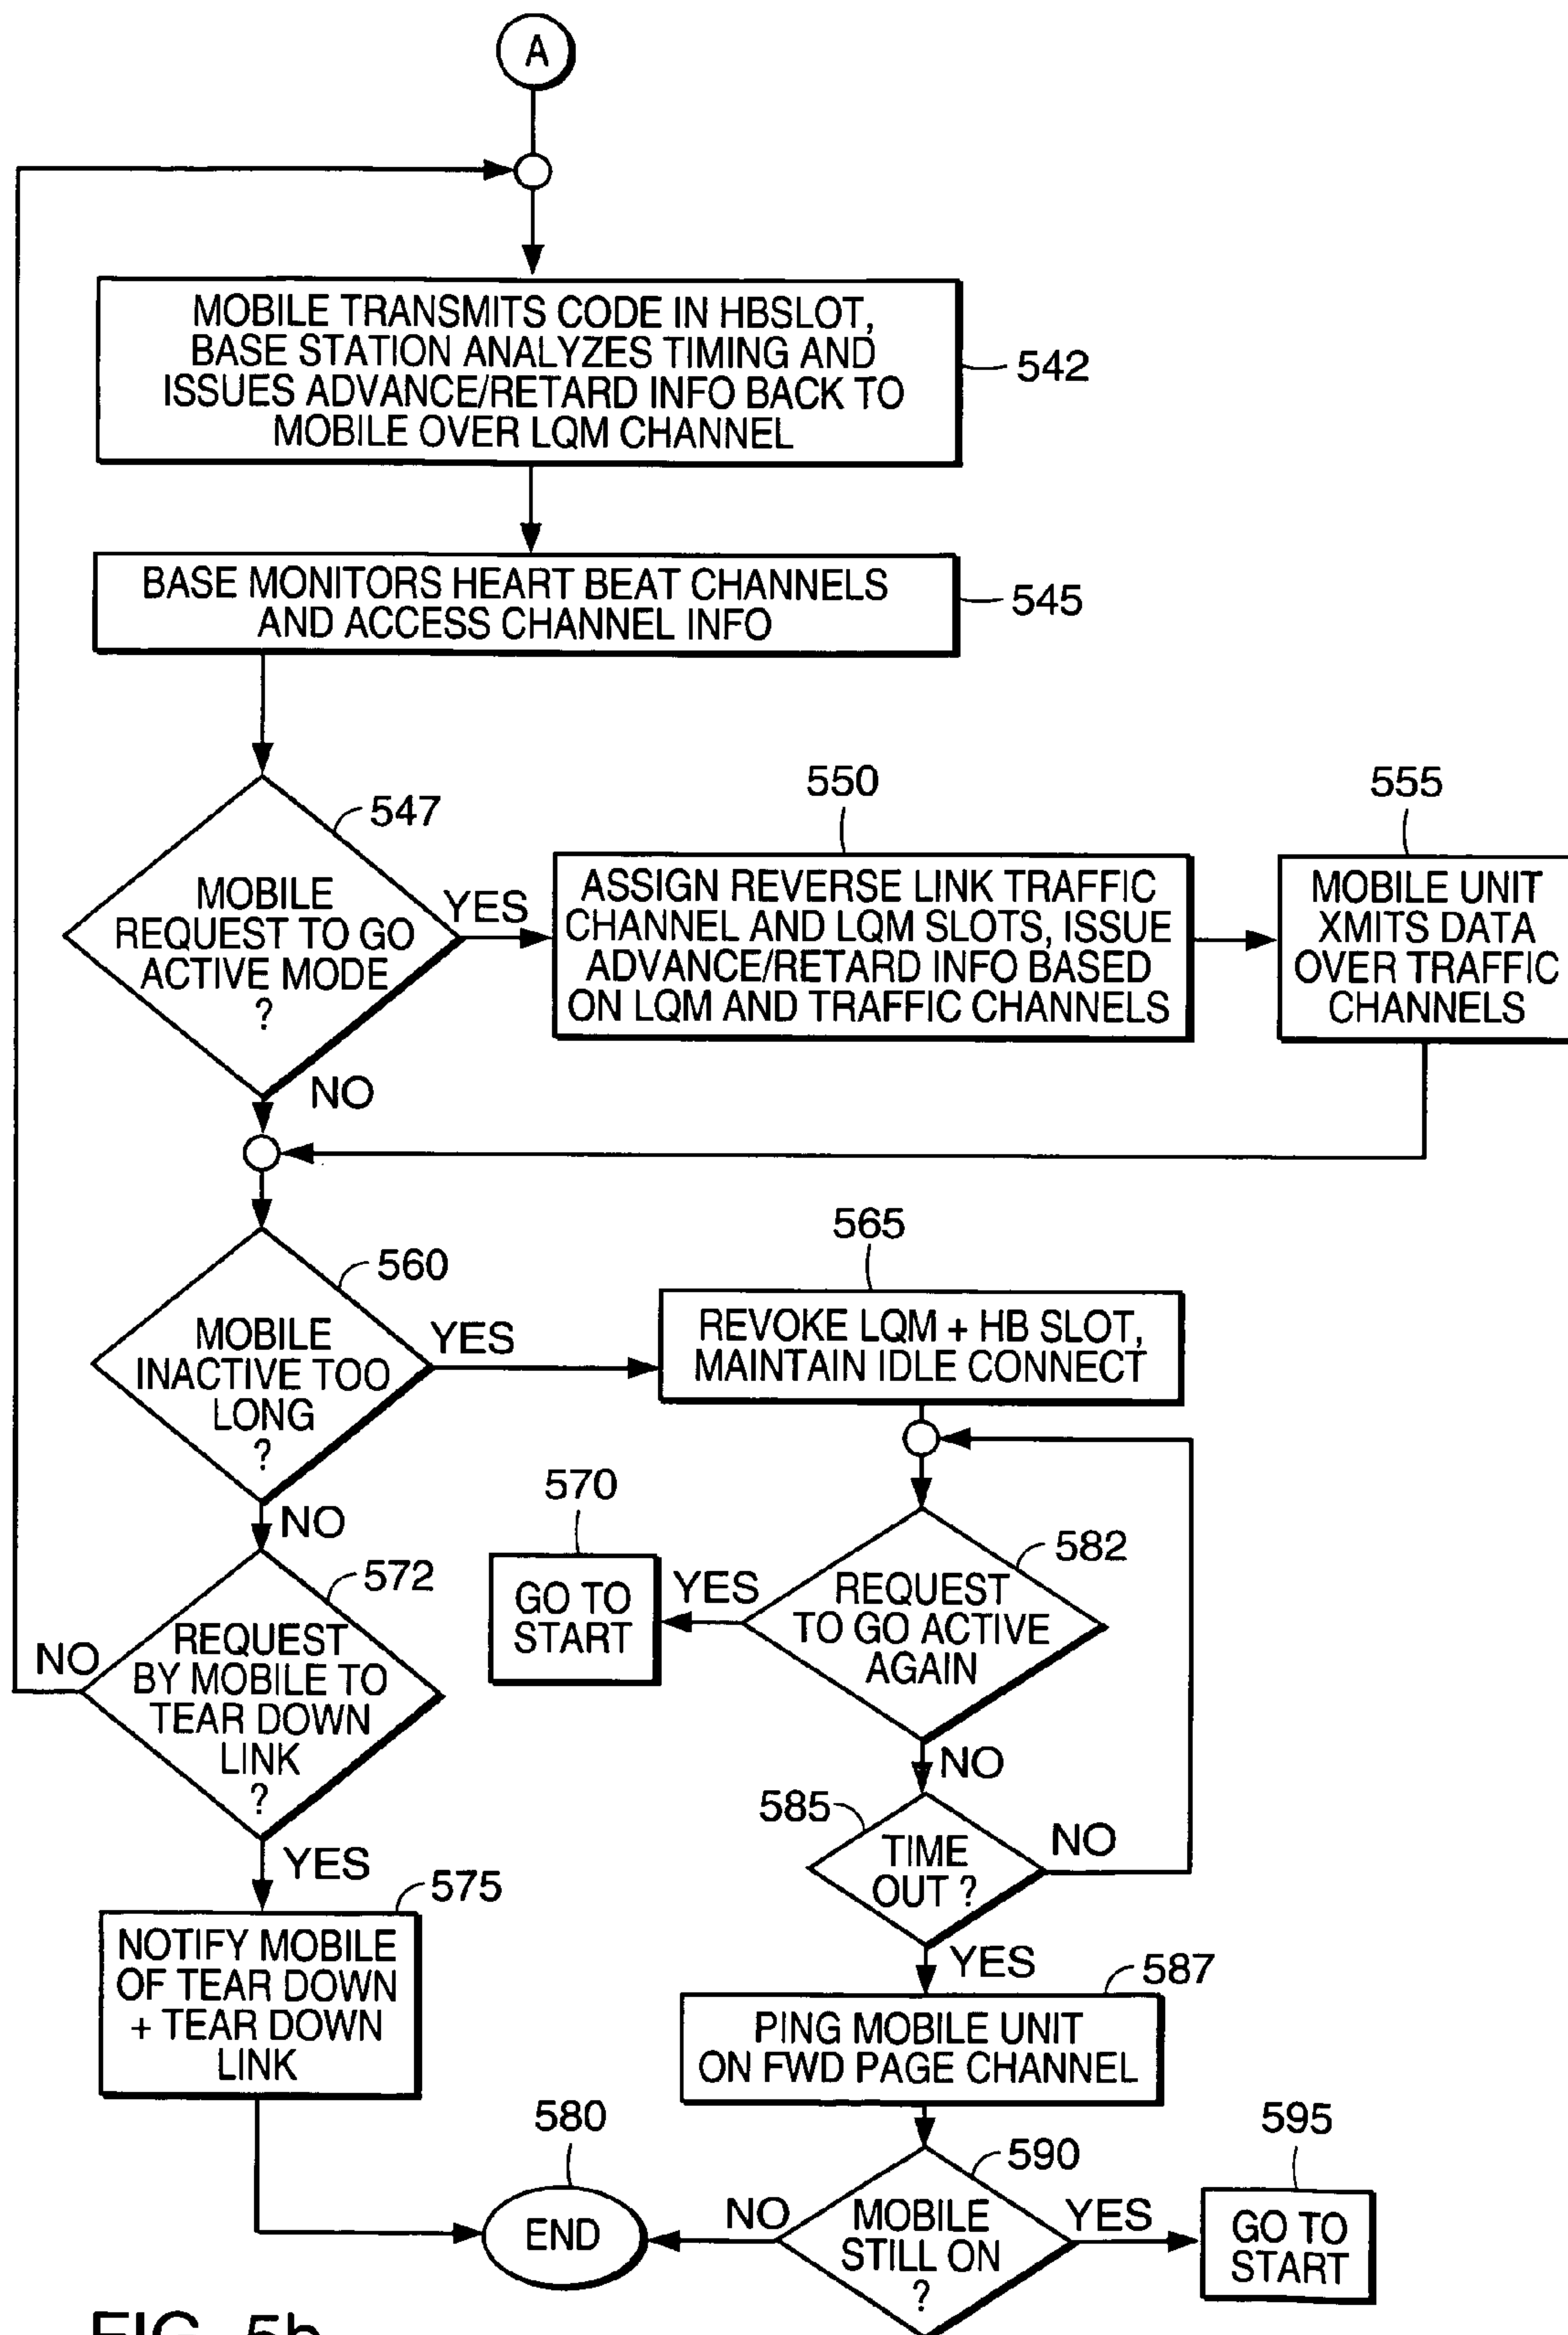 A
MOBILE TRANSMITS CODE IN HBSLOT,
BASE STATION ANALYZES TIMING AND
ISSUES ADVANCE/RETARD INFO BACK TO
MOBILE OVER LQM CHANNEL
542
BASE MONITORS HEART BEAT CHANNELS
AND ACCESS CHANNEL INFO
545
547
MOBILE
REQUEST TO GO
ACTIVE MODE
?
YES
NO
550
ASSIGN REVERSE LINK TRAFFIC
CHANNEL AND LQM SLOTS, ISSUE
ADVANCE/RETARD INFO BASED
ON LQM AND TRAFFIC CHANNELS
555
MOBILE UNIT
XMITS DATA
OVER TRAFFIC
CHANNELS
560
MOBILE
INACTIVE TOO
LONG
?
YES
NO
565
REVOKE LQM + HB SLOT,
MAINTAIN IDLE CONNECT
570
GO TO
START
YES
582
REQUEST
TO GO ACTIVE
AGAIN
NO
572
REQUEST
BY MOBILE TO
TEAR DOWN
LINK
?
NO
YES
585
TIME
OUT ?
NO
YES
575
NOTIFY MOBILE
OF TEAR DOWN
+ TEAR DOWN
LINK
587
PING MOBILE UNIT
ON FWD PAGE CHANNEL
580
END
590
MOBILE
STILL ON
?
NO
YES
595
GO TO
START
FIG. 5b